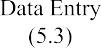 Data Entry
(5.3)